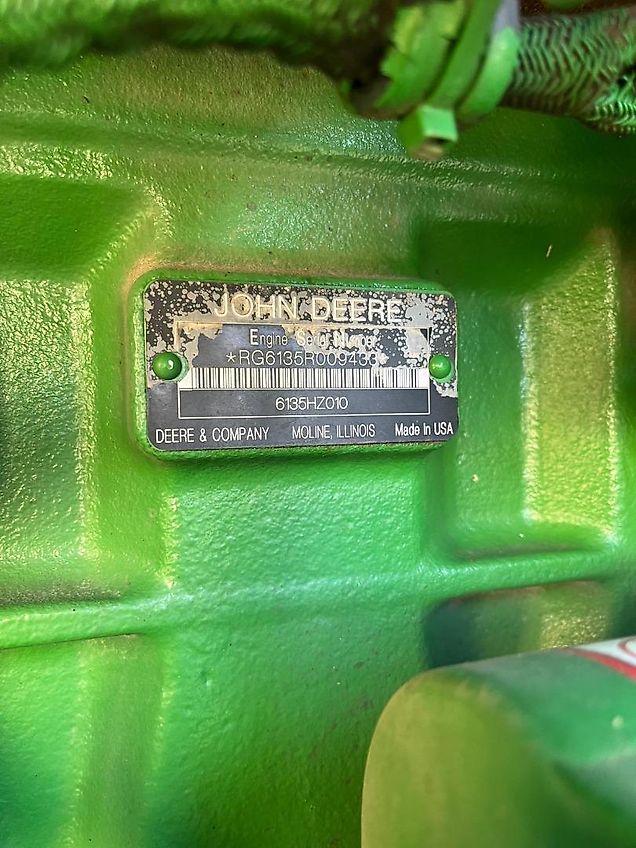 JOHN DEERE
Engine Serial Number
*RG6135R009433
6135HZ010
DEERE & COMPANY MOLINE, ILLINOIS Made in USA